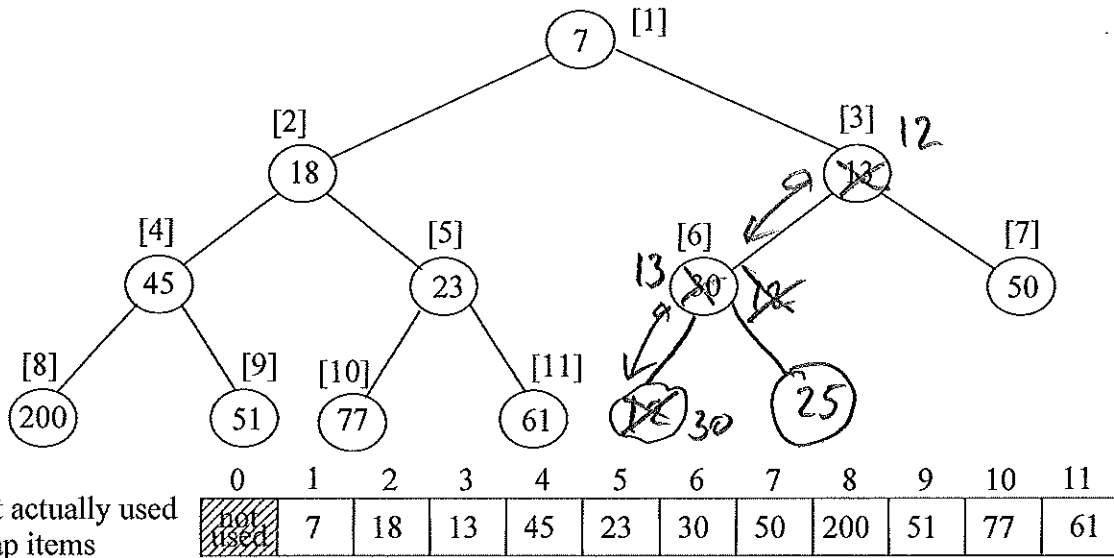 7 [1]
[2] [3] 12
18 13
[4] [5] [6] [7]
45 23 13 30 12 50
[8] [9] [10] [11]
200 51 77 61 12 30 25
0 1 2 3 4 5 6 7 8 9 10 11
t actually used
ap items
not used 7 18 13 45 23 30 50 200 51 77 61